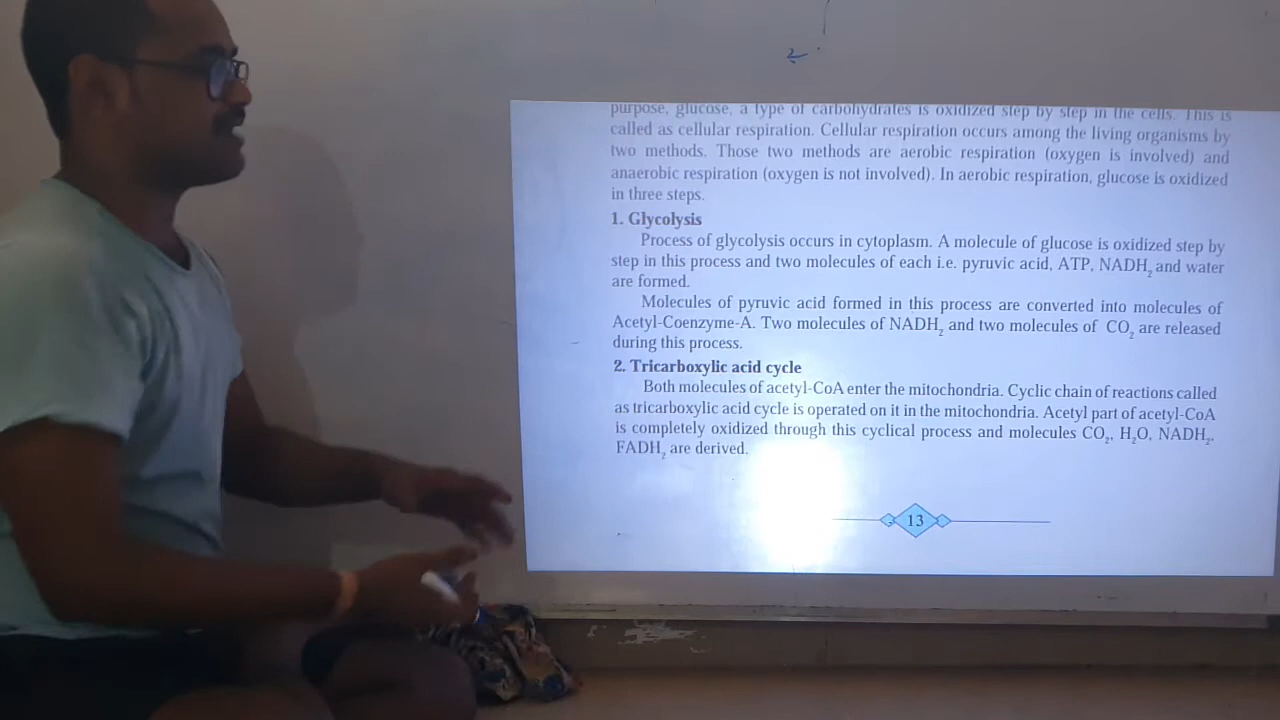 purpose, glucose, a type of carbohydrates is oxidized step by step in the cells. This is
called as cellular respiration. Cellular respiration occurs among the living organisms by
two methods. Those two methods are aerobic respiration (oxygen is involved) and
anaerobic respiration (oxygen is not involved). In aerobic respiration, glucose is oxidized
in three steps.
1. Glycolysis
Process of glycolysis occurs in cytoplasm. A molecule of glucose is oxidized step by
step in this process and two molecules of each i.e. pyruvic acid, ATP, NADH₂ and water
are formed.
Molecules of pyruvic acid formed in this process are converted into molecules of
Acetyl-Coenzyme-A. Two molecules of NADH₂ and two molecules of CO₂ are released
during this process.
2. Tricarboxylic acid cycle
Both molecules of acetyl-CoA enter the mitochondria. Cyclic chain of reactions called
as tricarboxylic acid cycle is operated on it in the mitochondria. Acetyl part of acetyl-CoA
is completely oxidized through this cyclical process and molecules CO₂, H₂O, NADH₂,
FADH₂ are derived.
13